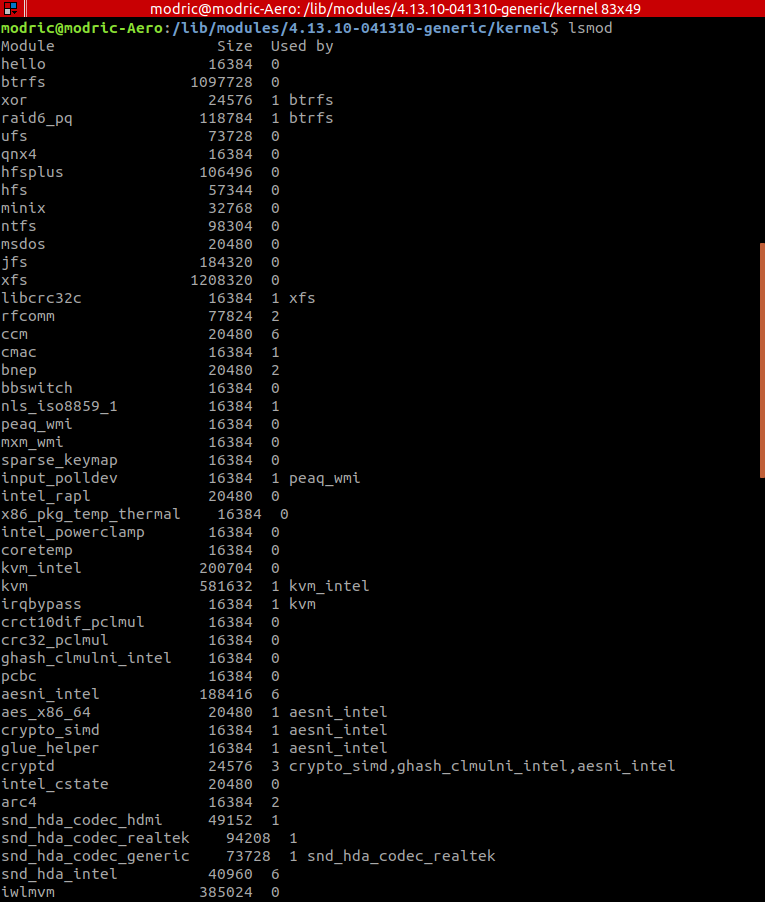 modric@modric-Aero: /lib/modules/4.13.10-041310-generic/kernel 83x49
modric@modric-Aero:/lib/modules/4.13.10-041310-generic/kernel$ lsmod
Module                  Size  Used by
hello                  16384  0
btrfs                1097728  0
xor                    24576  1 btrfs
raid6_pq              118784  1 btrfs
ufs                    73728  0
qnx4                   16384  0
hfsplus               106496  0
hfs                    57344  0
minix                  32768  0
ntfs                   98304  0
msdos                  20480  0
jfs                   184320  0
xfs                  1208320  0
libcrc32c              16384  1 xfs
rfcomm                 77824  2
ccm                    20480  6
cmac                   16384  1
bnep                   20480  2
bbswitch               16384  0
nls_iso8859_1          16384  1
peaq_wmi               16384  0
mxm_wmi                16384  0
sparse_keymap          16384  0
input_polldev          16384  1 peaq_wmi
intel_rapl             20480  0
x86_pkg_temp_thermal    16384  0
intel_powerclamp       16384  0
coretemp               16384  0
kvm_intel             200704  0
kvm                   581632  1 kvm_intel
irqbypass              16384  1 kvm
crct10dif_pclmul       16384  0
crc32_pclmul           16384  0
ghash_clmulni_intel    16384  0
pcbc                   16384  0
aesni_intel           188416  6
aes_x86_64             20480  1 aesni_intel
crypto_simd            16384  1 aesni_intel
glue_helper            16384  1 aesni_intel
cryptd                 24576  3 crypto_simd,ghash_clmulni_intel,aesni_intel
intel_cstate           20480  0
arc4                   16384  2
snd_hda_codec_hdmi     49152  1
snd_hda_codec_realtek    94208  1
snd_hda_codec_generic    73728  1 snd_hda_codec_realtek
snd_hda_intel          40960  6
iwlmvm                385024  0